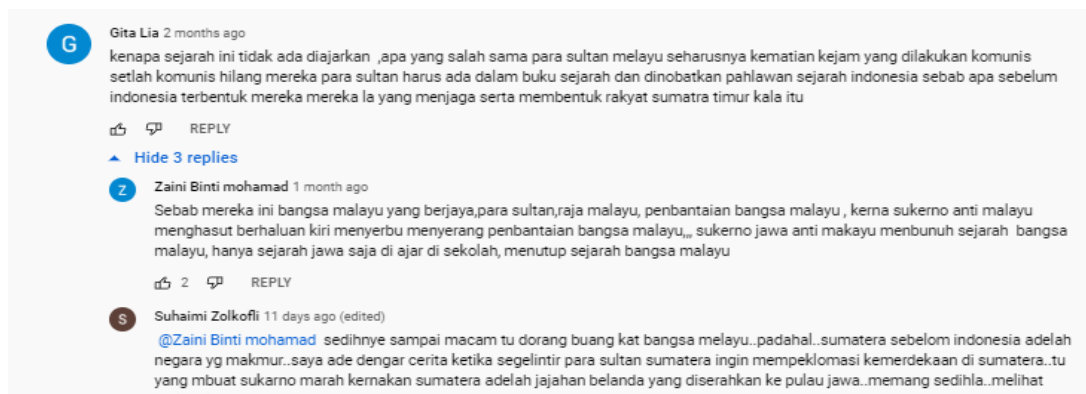 G
Gita Lia 2 months ago
kenapa sejarah ini tidak ada diajarkan ,apa yang salah sama para sultan melayu seharusnya kematian kejam yang dilakukan komunis
setlah komunis hilang mereka para sultan harus ada dalam buku sejarah dan dinobatkan pahlawan sejarah indonesia sebab apa sebelum
indonesia terbentuk mereka mereka la yang menjaga serta membentuk rakyat sumatra timur kala itu
REPLY
Hide 3 replies
Z
Zaini Binti mohamad 1 month ago
Sebab mereka ini bangsa malayu yang berjaya,para sultan,raja malayu, penbantaian bangsa malayu , kerna sukerno anti malayu
menghasut berhaluan kiri menyerbu menyerang penbantaian bangsa malayu,,, sukerno jawa anti makayu menbunuh sejarah bangsa
malayu, hanya sejarah jawa saja di ajar di sekolah, menutup sejarah bangsa malayu
2 REPLY
S
Suhaimi Zolkofli 11 days ago (edited)
@Zaini Binti mohamad sedihnye sampai macam tu dorang buang kat bangsa melayu..padahal..sumatera sebelom indonesia adelah
negara yg makmur..saya ade dengar cerita ketika segelintir para sultan sumatera ingin mempeklomasi kemerdekaan di sumatera..tu
yang mbuat sukarno marah kernakan sumatera adelah jajahan belanda yang diserahkan ke pulau jawa..memang sedihla..melihat